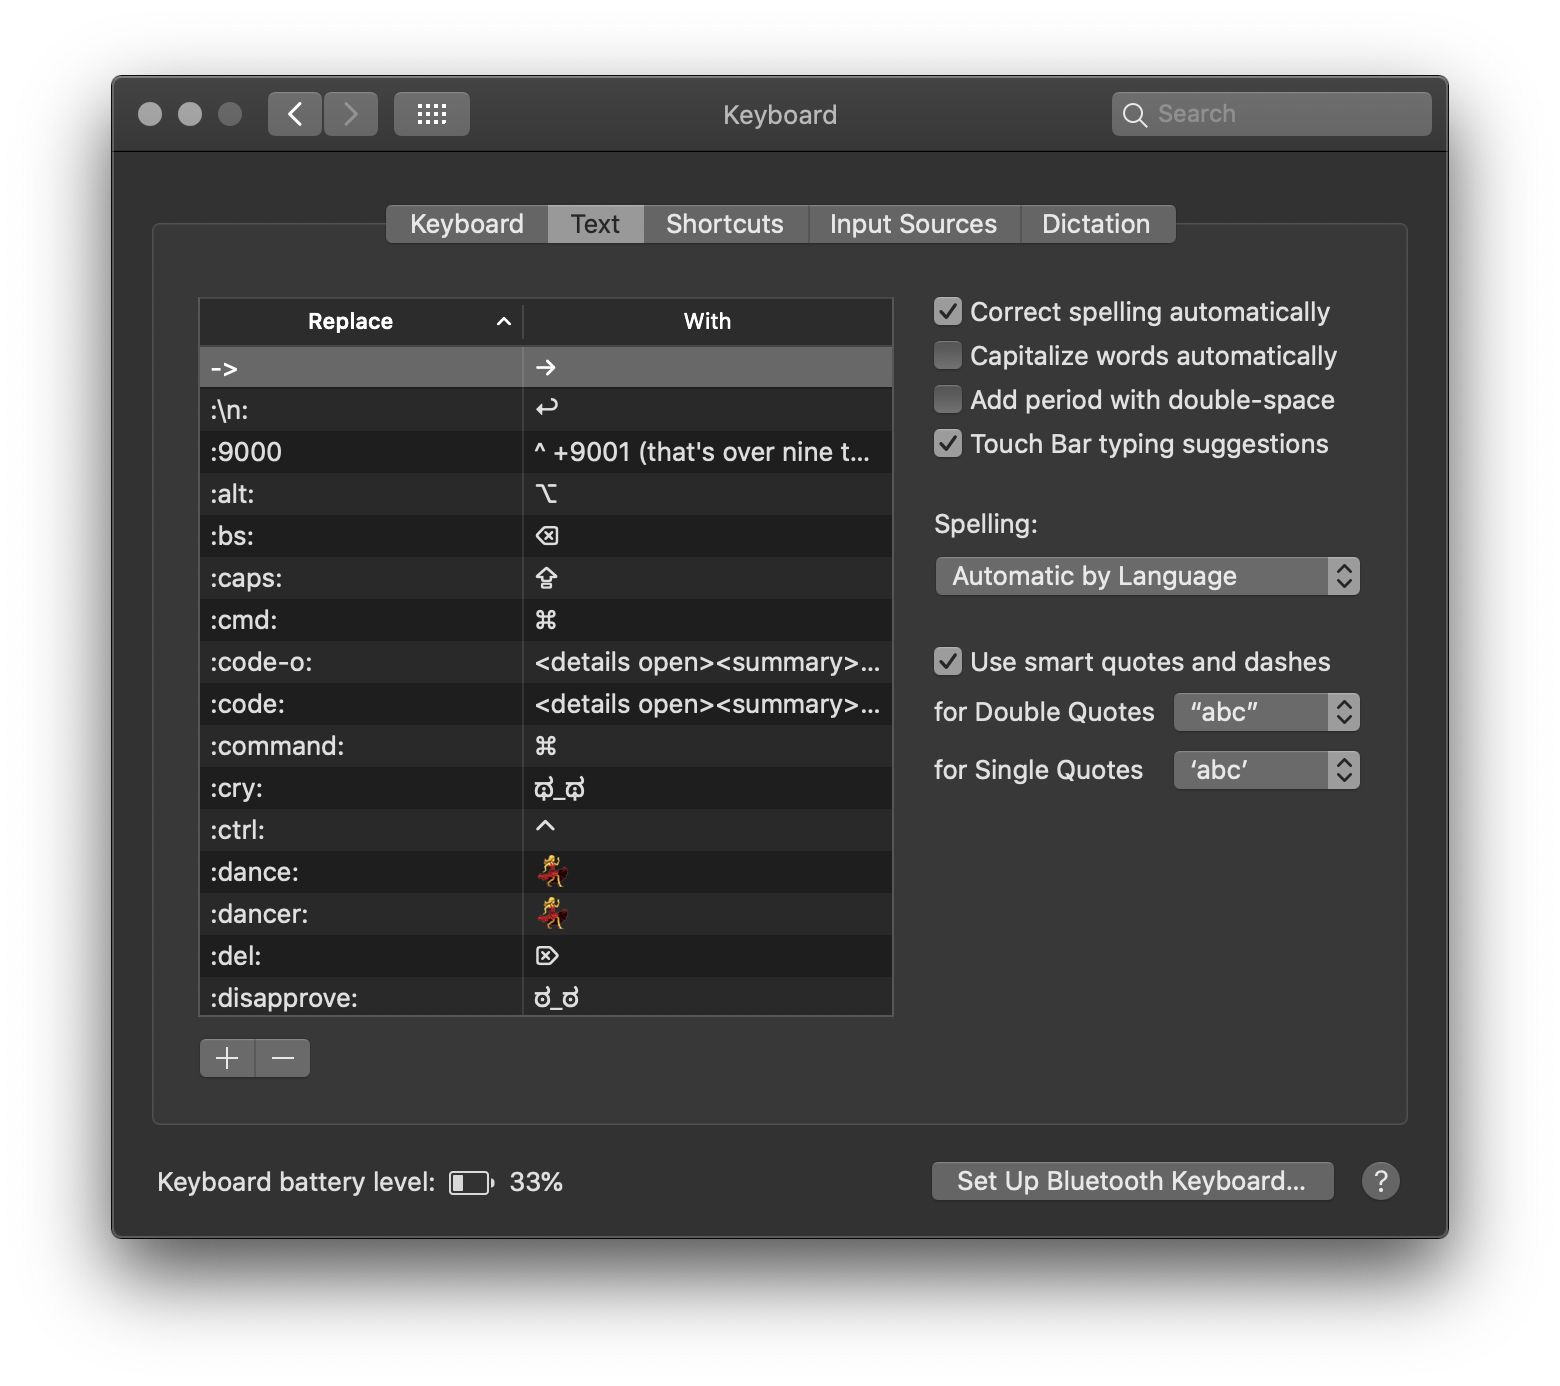 Keyboard
Search
Keyboard Text Shortcuts Input Sources Dictation
Replace With
-> →
:\n: ↩
:9000 ^ +9001 (that's over nine t...
:alt: ⌥
:bs: ⌫
:caps: ⇪
:cmd: ⌘
:code-o: <details open><summary>...
:code: <details open><summary>...
:command: ⌘
:cry: ಥ_ಥ
:ctrl: ⌃
:dance: 💃
:dancer: 💃
:del: ⌦
:disapprove: ಠ_ಠ
Correct spelling automatically
Capitalize words automatically
Add period with double-space
Touch Bar typing suggestions
Spelling:
Automatic by Language
Use smart quotes and dashes
for Double Quotes “abc”
for Single Quotes ‘abc’
Keyboard battery level: 33%
Set Up Bluetooth Keyboard...
?